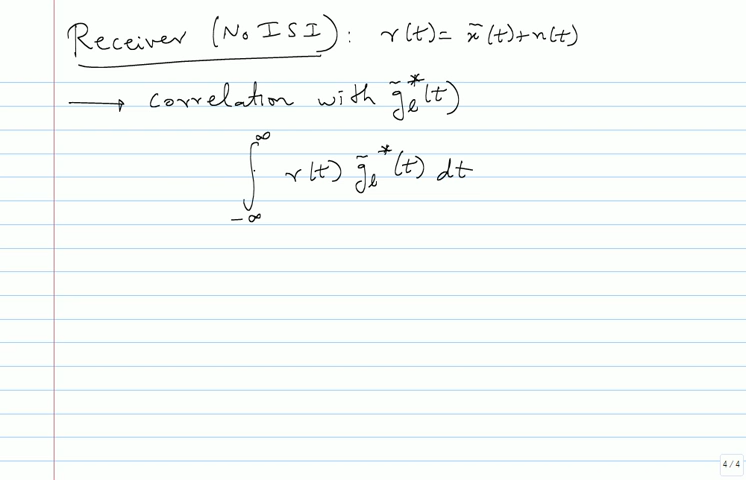 Receiver (No ISI): r(t) = x̃(t) + n(t)
⟶ correlation with g̃ₗ*(t)
∫_{-∞}^{∞} r(t) g̃ₗ*(t) dt
4/4